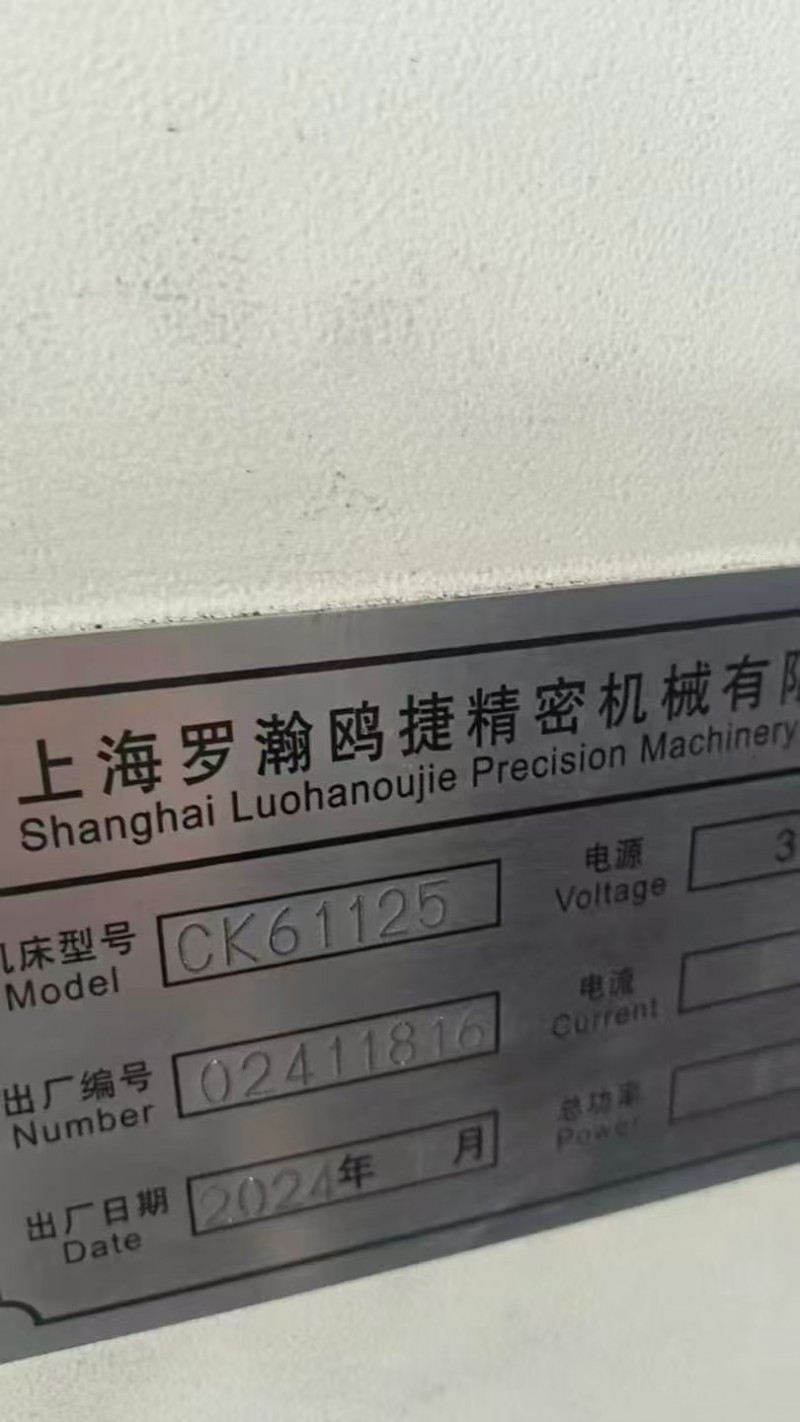 上海罗瀚鸥捷精密机械有
Shanghai Luohanoujie Precision Machinery
床型号 CK61125
Model
电源 3
Voltage
出厂编号 02411816
Number
电流
Current
出厂日期 2024年 月
Date
总功率
Power